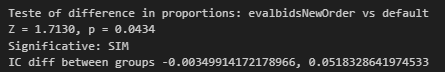 Teste of difference in proportions: evalbidsNewOrder vs default
Z = 1.7130, p = 0.0434
Significative: SIM
IC diff between groups -0.00349914172178966, 0.0518328641974533